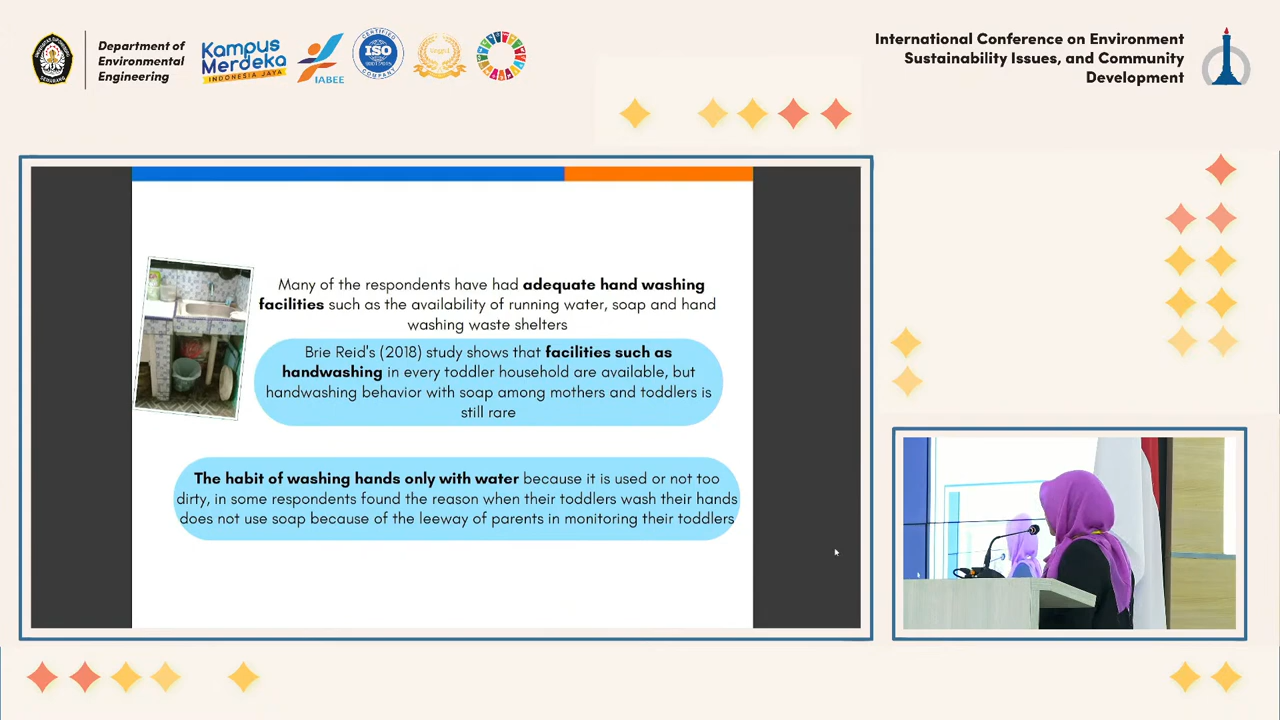 Department of
Environmental
Engineering
Kampus
Merdeka
INDONESIA JAYA
IABEE
CERTIFIED
ISO
COMPANY
International Conference on Environment
Sustainability Issues, and Community
Development
Many of the respondents have had adequate hand washing
facilities such as the availability of running water, soap and hand
washing waste shelters
Brie Reid's (2018) study shows that facilities such as
handwashing in every toddler household are available, but
handwashing behavior with soap among mothers and toddlers is
still rare
The habit of washing hands only with water because it is used or not too
dirty, in some respondents found the reason when their toddlers wash their hands
does not use soap because of the leeway of parents in monitoring their toddlers